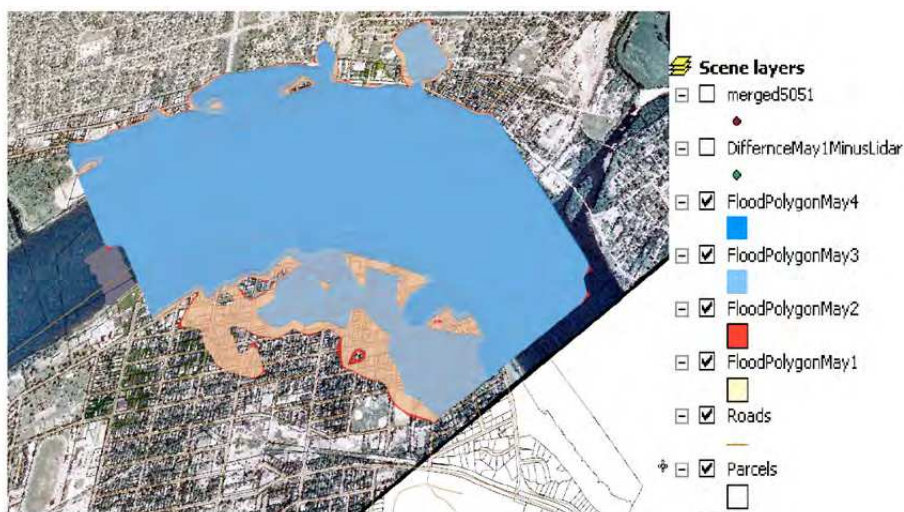 Scene layers
merged5051
DiffernceMay1MinusLidar
FloodPolygonMay4
FloodPolygonMay3
FloodPolygonMay2
FloodPolygonMay1
Roads
Parcels